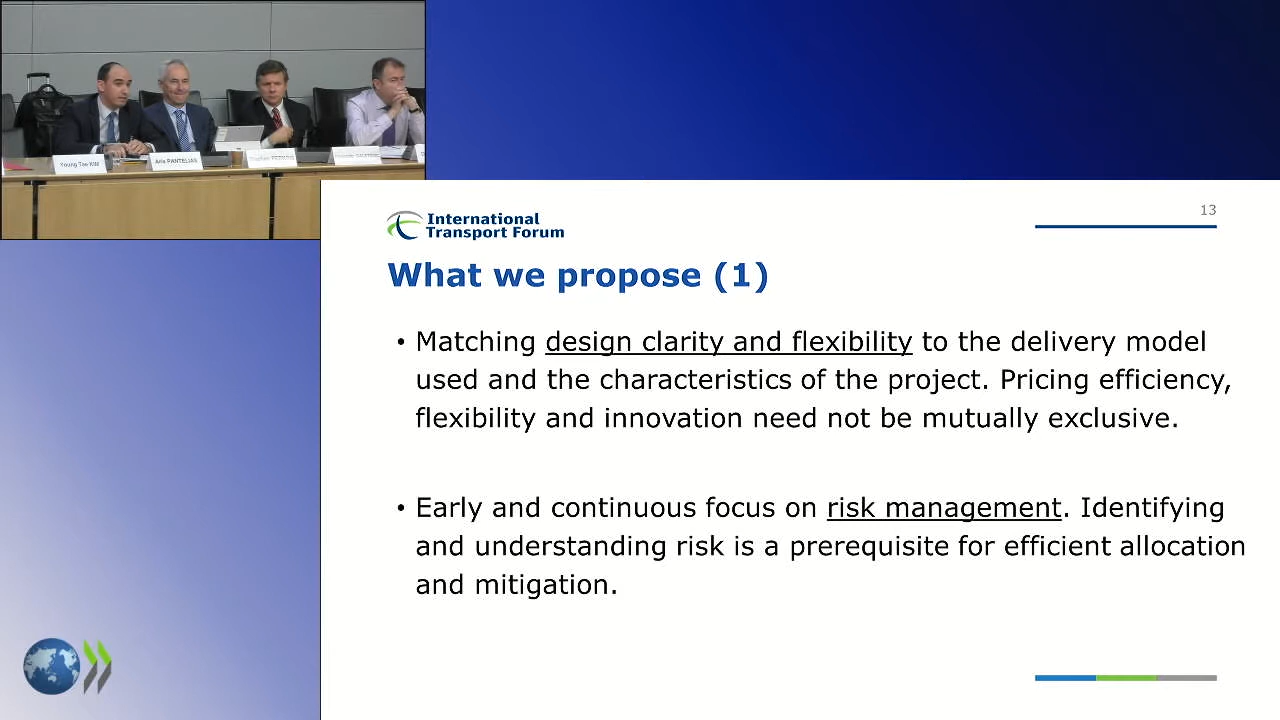 Young Tae KIM
Aris PANTELIAS
International
Transport Forum
13
What we propose (1)
• Matching design clarity and flexibility to the delivery model
used and the characteristics of the project. Pricing efficiency,
flexibility and innovation need not be mutually exclusive.
• Early and continuous focus on risk management. Identifying
and understanding risk is a prerequisite for efficient allocation
and mitigation.